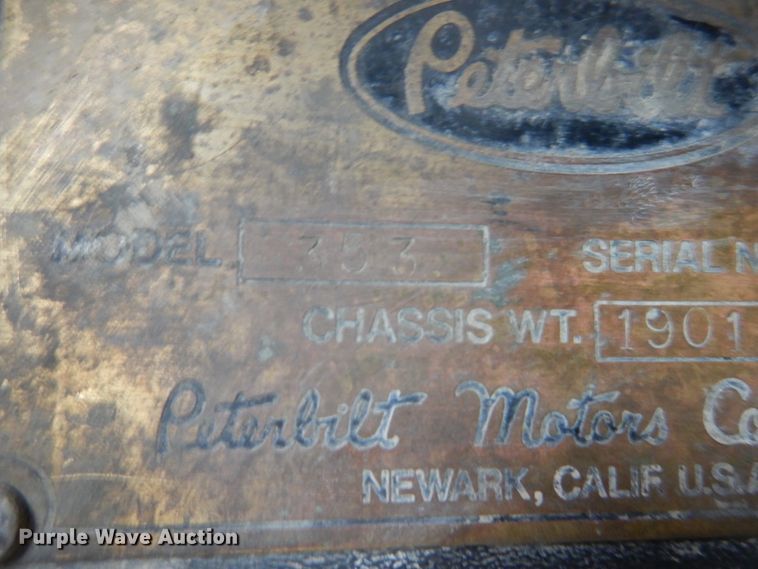 Peterbilt
MODEL 353 SERIAL N
CHASSIS WT. 1901
Peterbilt Motors Co
NEWARK, CALIF. U.S.A
Purple Wave Auction